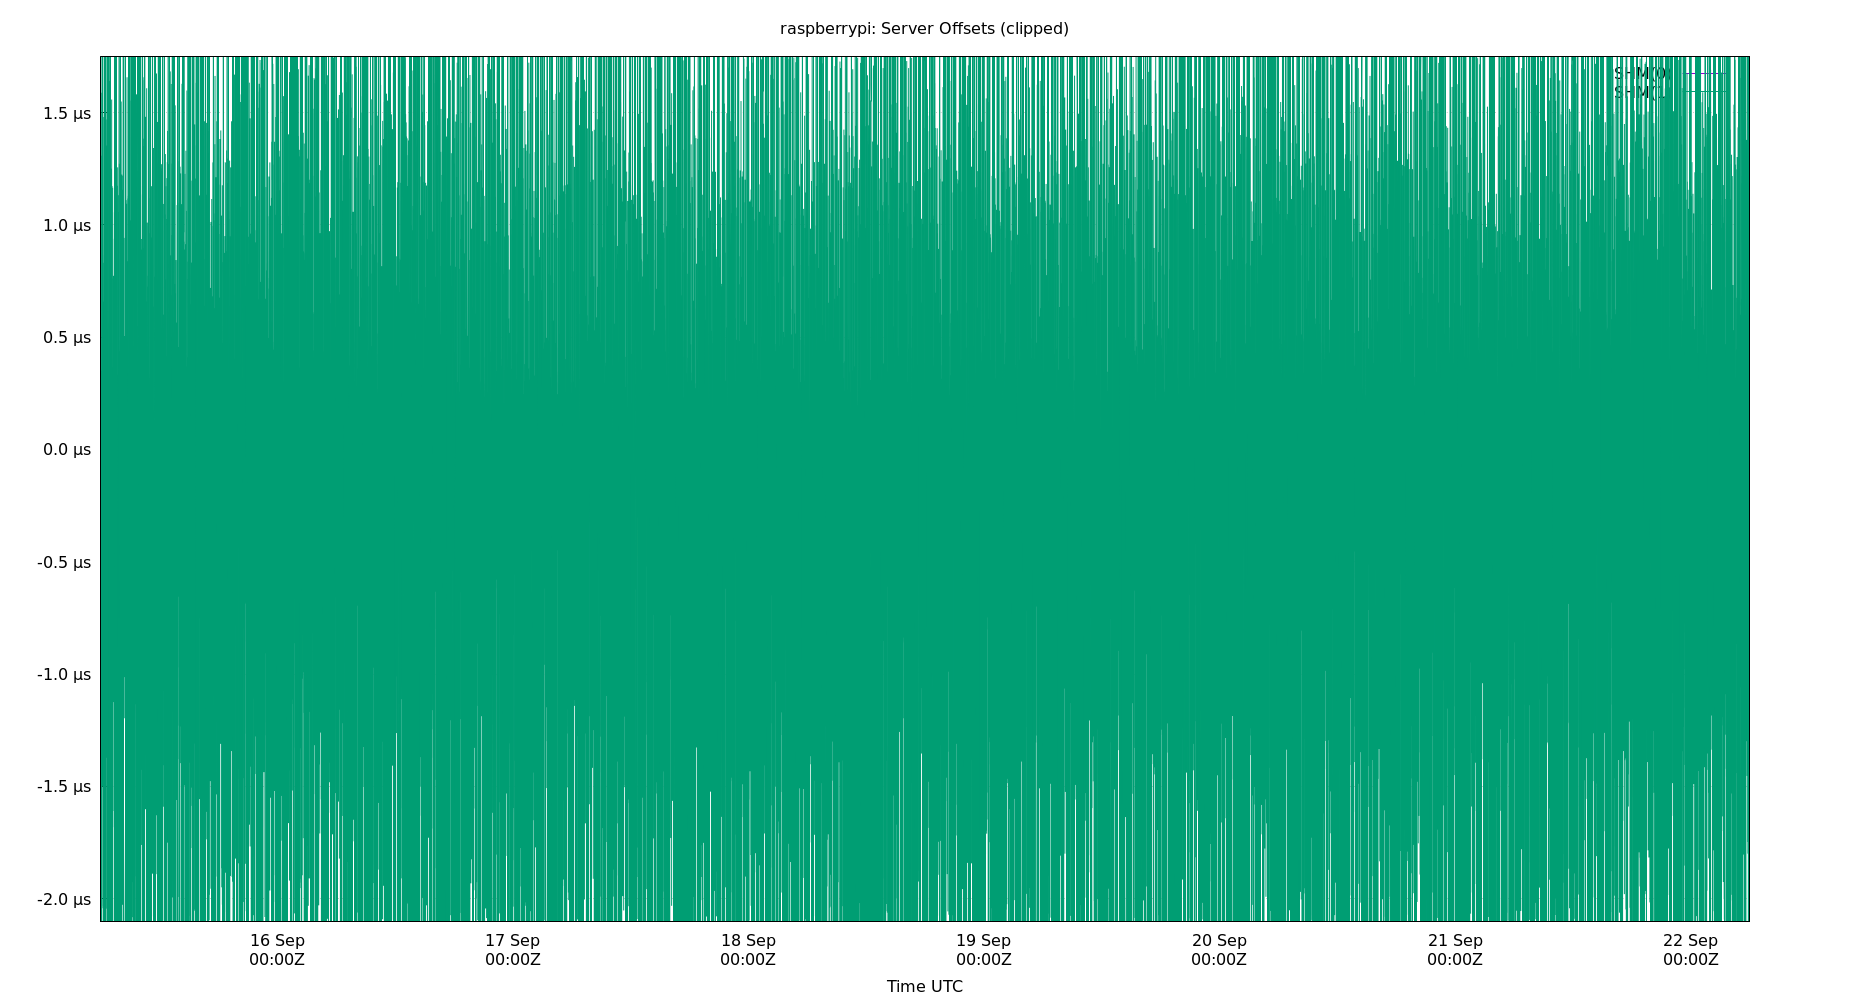 raspberrypi: Server Offsets (clipped)
SHM(0)
1.5 µs
1.0 µs
0.5 µs
0.0 µs
-0.5 µs
-1.0 µs
-1.5 µs
-2.0 µs
16 Sep
00:00Z
17 Sep
00:00Z
18 Sep
00:00Z
19 Sep
00:00Z
20 Sep
00:00Z
21 Sep
00:00Z
22 Sep
00:00Z
Time UTC